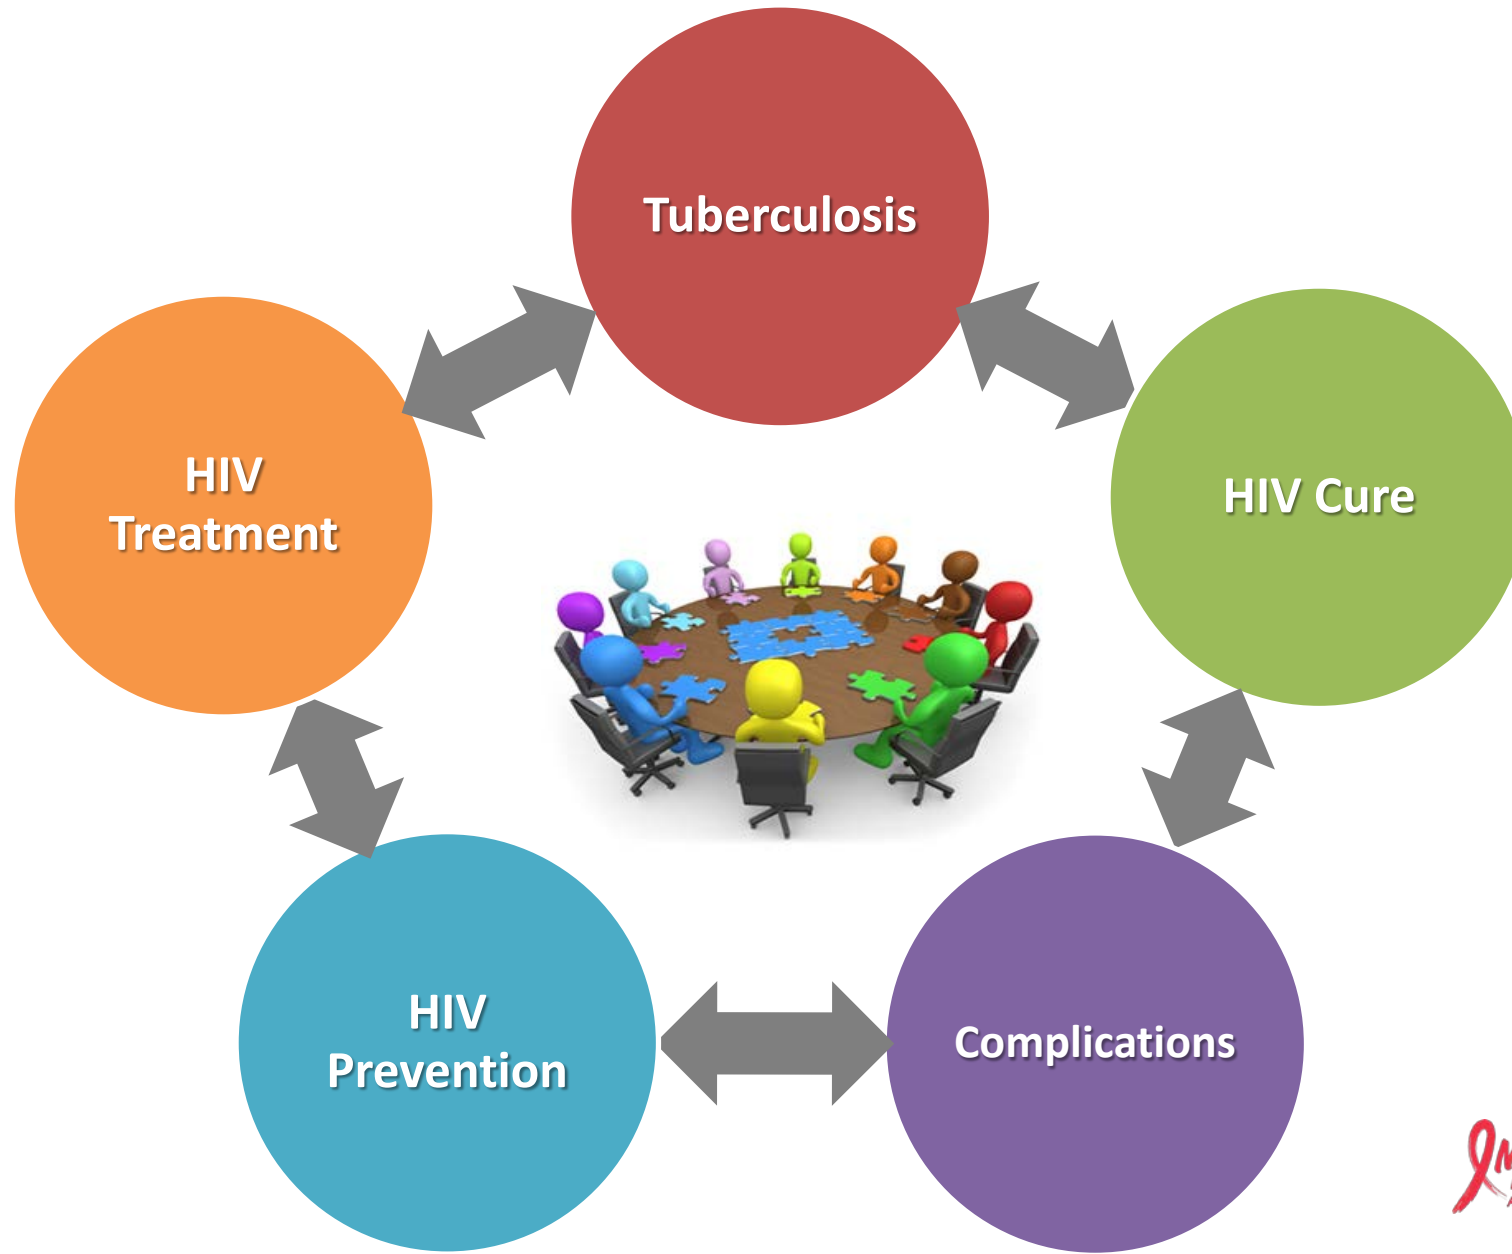 Tuberculosis
HIV
Treatment
HIV Cure
HIV
Prevention
Complications